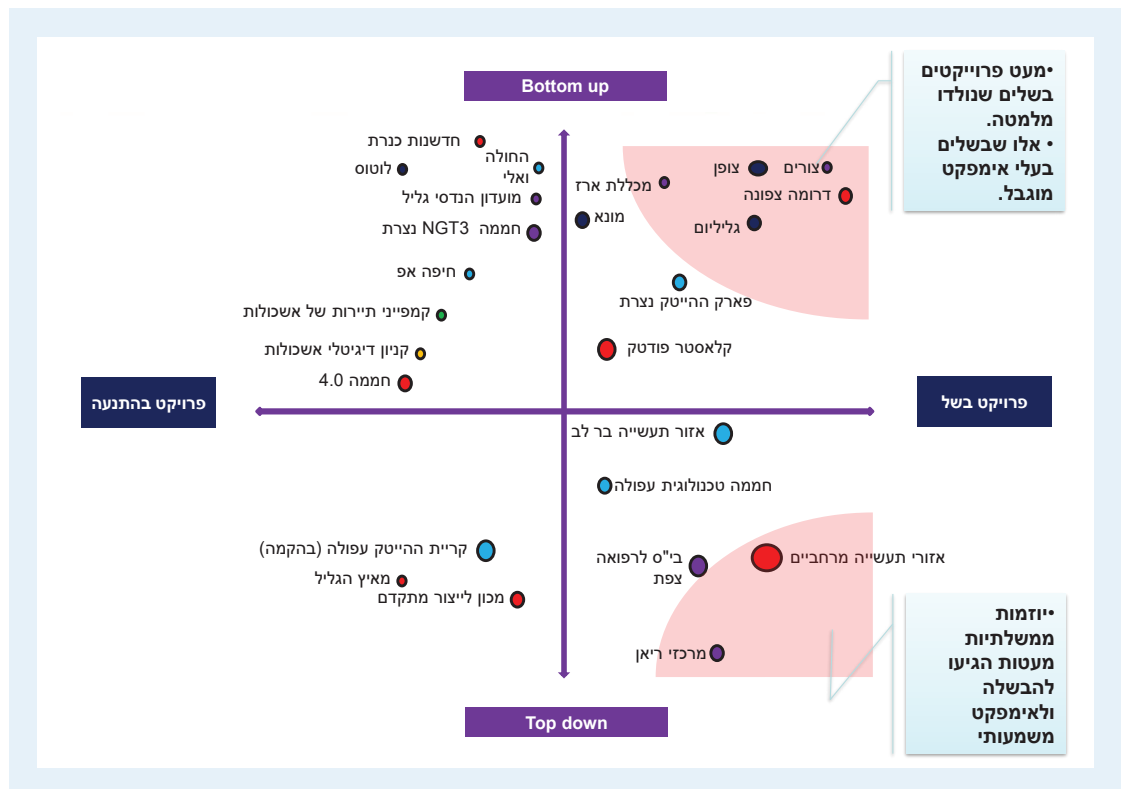 Bottom up
•מעט פרוייקטים
בשלים שנולדו
מלמטה.
• אלו שבשלים
בעלי אימפקט
מוגבל.
חדשנות כנרת
לוטוס
החולה
ואלי
מועדון הנדסי גליל
חממה NGT3 נצרת
חיפה אפ
קמפייני תיירות של אשכולות
קניון דיגיטלי אשכולות
חממה 4.0
צורים
צופן
דרומה צפונה
מכללת ארז
מונא
גליליום
פארק ההייטק נצרת
קלאסטר פודטק
פרויקט בשל
פרויקט בהתנעה
אזור תעשייה בר לב
חממה טכנולוגית עפולה
קריית ההייטק עפולה (בהקמה)
מאיץ הגליל
מכון לייצור מתקדם
אזורי תעשייה מרחביים
בי"ס לרפואה
צפת
מרכזי ריאן
•יוזמות
ממשלתיות
מעטות הגיעו
להבשלה
ולאימפקט
משמעותי
Top down